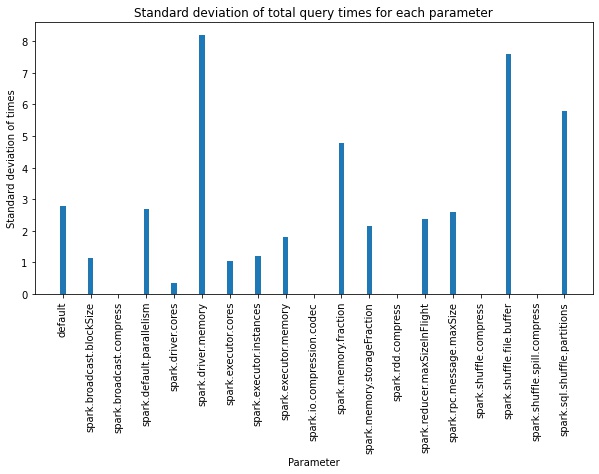 Standard deviation of total query times for each parameter
Standard deviation of times
8
7
6
5
4
3
2
1
0
default
spark.broadcast.blockSize
spark.broadcast.compress
spark.default.parallelism
spark.driver.cores
spark.driver.memory
spark.executor.cores
spark.executor.instances
spark.executor.memory
spark.io.compression.codec
spark.memory.fraction
spark.memory.storageFraction
spark.rdd.compress
spark.reducer.maxSizeInFlight
spark.rpc.message.maxSize
spark.shuffle.compress
spark.shuffle.file.buffer
spark.shuffle.spill.compress
spark.sql.shuffle.partitions
Parameter